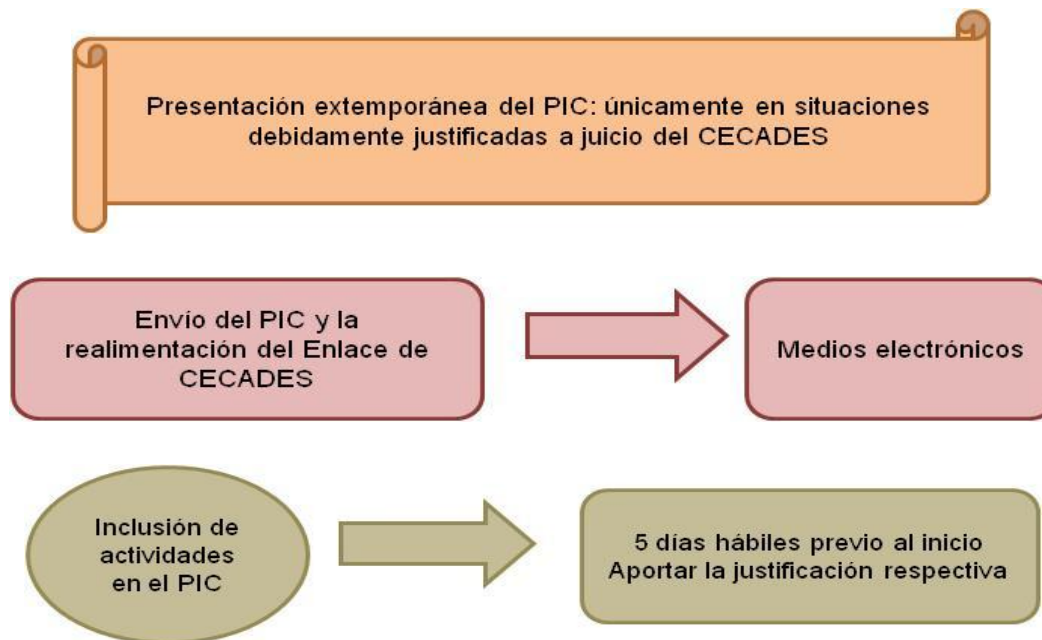 Presentación extemporánea del PIC: únicamente en situaciones
debidamente justificadas a juicio del CECADES
Envío del PIC y la
realimentación del Enlace de
CECADES
Medios electrónicos
Inclusión de
actividades
en el PIC
5 días hábiles previo al inicio
Aportar la justificación respectiva